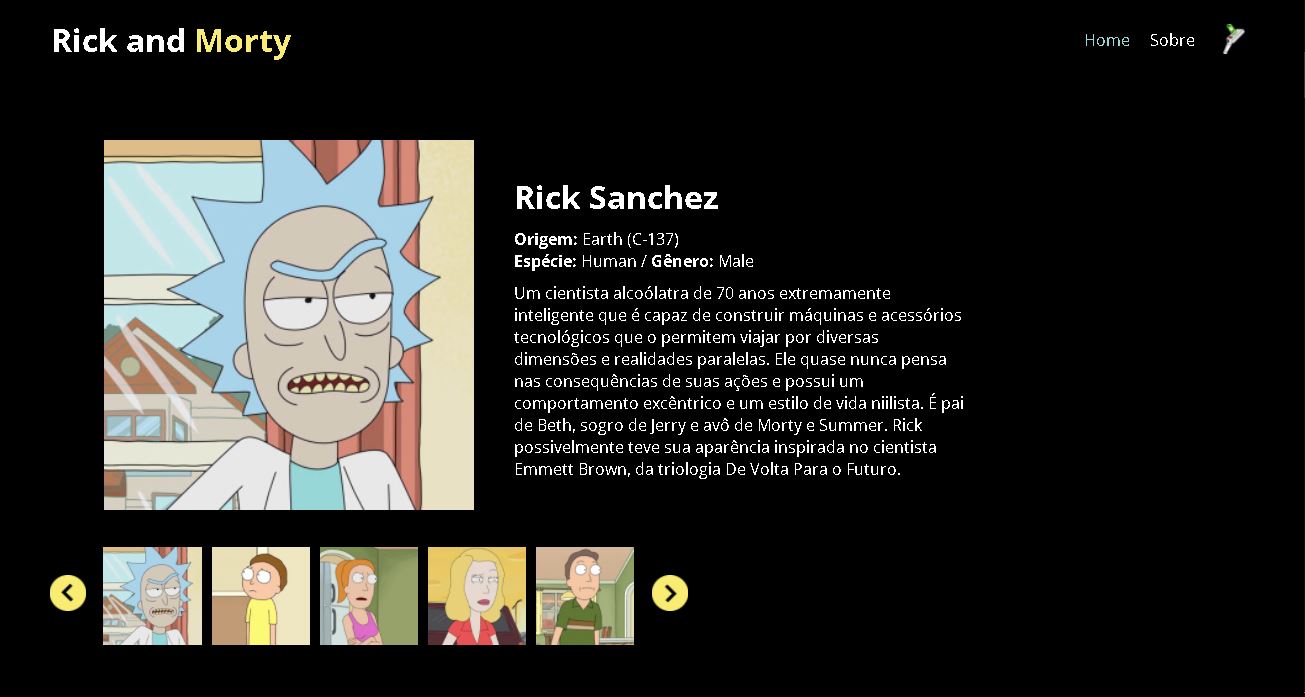 Rick and Morty
Home
Sobre
Rick Sanchez
Origem: Earth (C-137)
Espécie: Human / Gênero: Male
Um cientista alcoólatra de 70 anos extremamente
inteligente que é capaz de construir máquinas e acessórios
tecnológicos que o permitem viajar por diversas
dimensões e realidades paralelas. Ele quase nunca pensa
nas consequências de suas ações e possui um
comportamento excêntrico e um estilo de vida niilista. É pai
de Beth, sogro de Jerry e avô de Morty e Summer. Rick
possivelmente teve sua aparência inspirada no cientista
Emmett Brown, da triologia De Volta Para o Futuro.